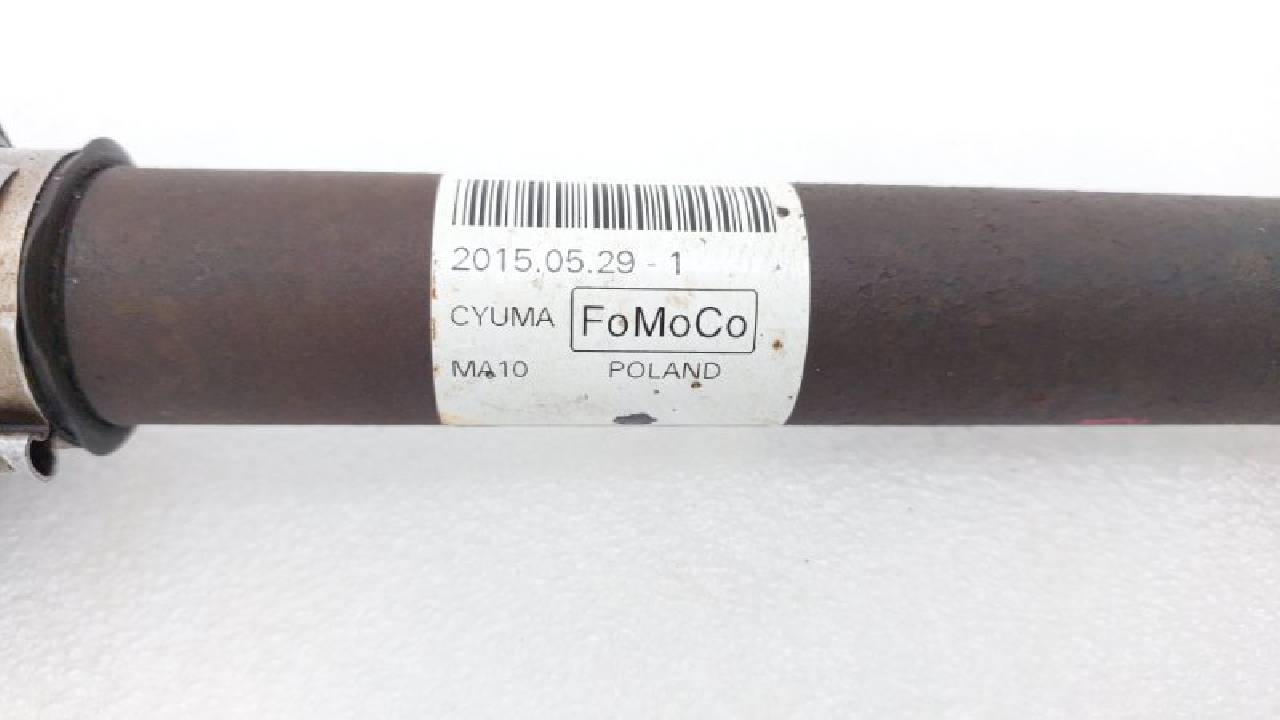 2015.05.29 - 1
CYUMA FoMoCo
MA10 POLAND